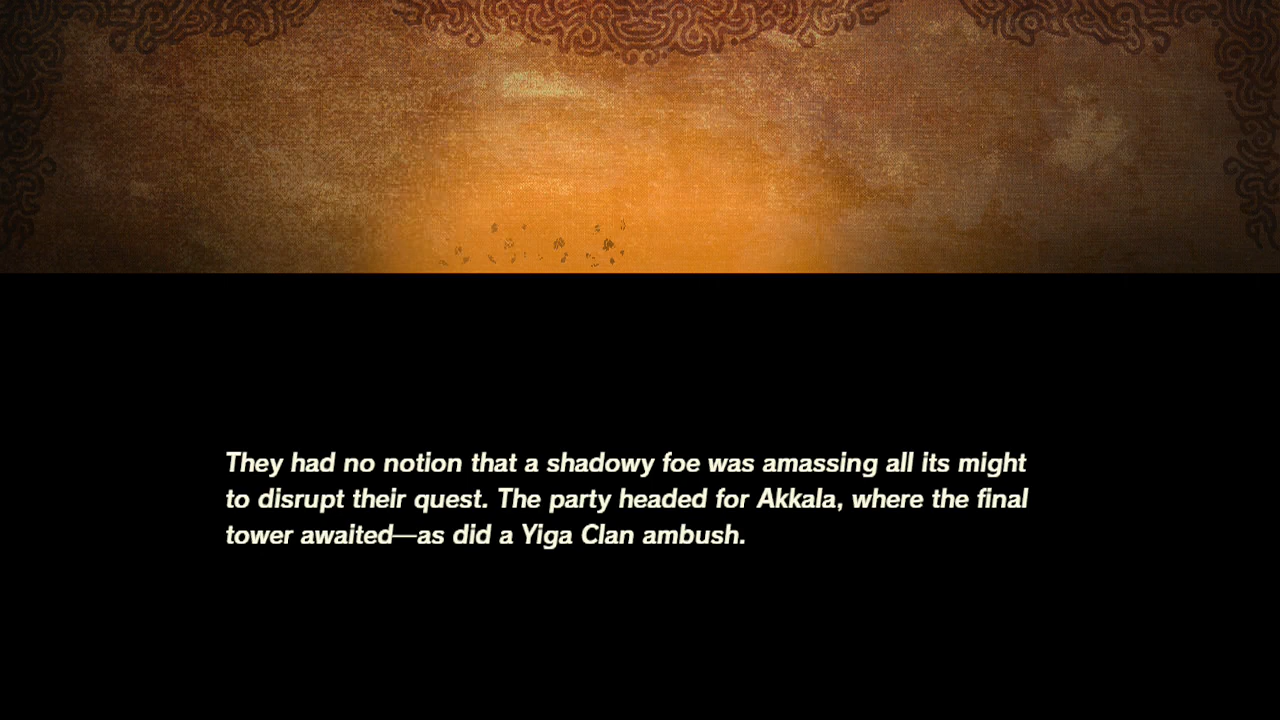 They had no notion that a shadowy foe was amassing all its might
to disrupt their quest. The party headed for Akkala, where the final
tower awaited—as did a Yiga Clan ambush.